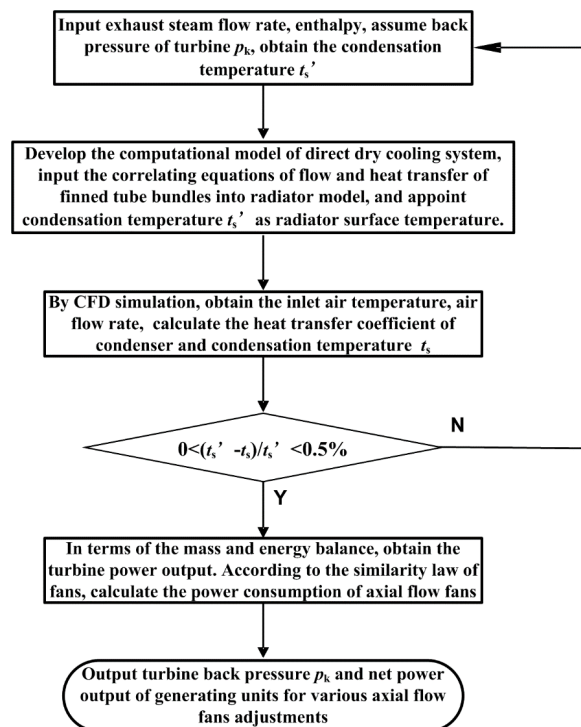 Input exhaust steam flow rate, enthalpy, assume back
pressure of turbine pk, obtain the condensation
temperature ts’
Develop the computational model of direct dry cooling system,
input the correlating equations of flow and heat transfer of
finned tube bundles into radiator model, and appoint
condensation temperature ts’ as radiator surface temperature.
By CFD simulation, obtain the inlet air temperature, air
flow rate, calculate the heat transfer coefficient of
condenser and condensation temperature ts
0<(ts’ -ts)/ts’ <0.5%
N
Y
In terms of the mass and energy balance, obtain the
turbine power output. According to the similarity law of
fans, calculate the power consumption of axial flow fans
Output turbine back pressure pk and net power
output of generating units for various axial flow
fans adjustments